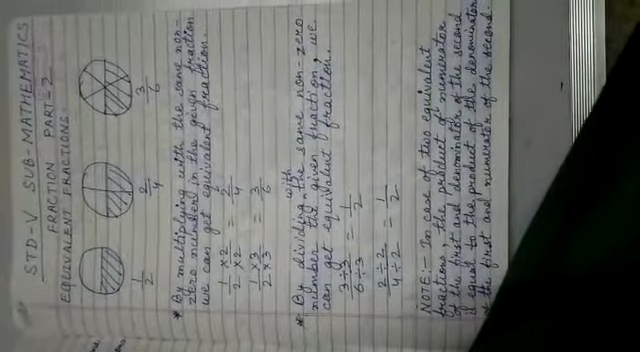 STD-V SUB-MATHEMATICS
FRACTION PART-2
EQUIVALENT FRACTIONS.
1/2 2/4 3/6
* By multiplying with the same non-
zero number in the given fraction
we can get equivalent fraction.
1×2/2×2 = 2/4
1×3/2×3 = 3/6
* By dividing with the same non-zero
number the given fraction, we
can get equivalent fraction.
3÷3/6÷3 = 1/2
2÷2/4÷2 = 1/2
NOTE:- In case of two equivalent
fractions, the product of numerator
of the first and denominator of the second
is equal to the product of the denominator
of the first and numerator of the second.